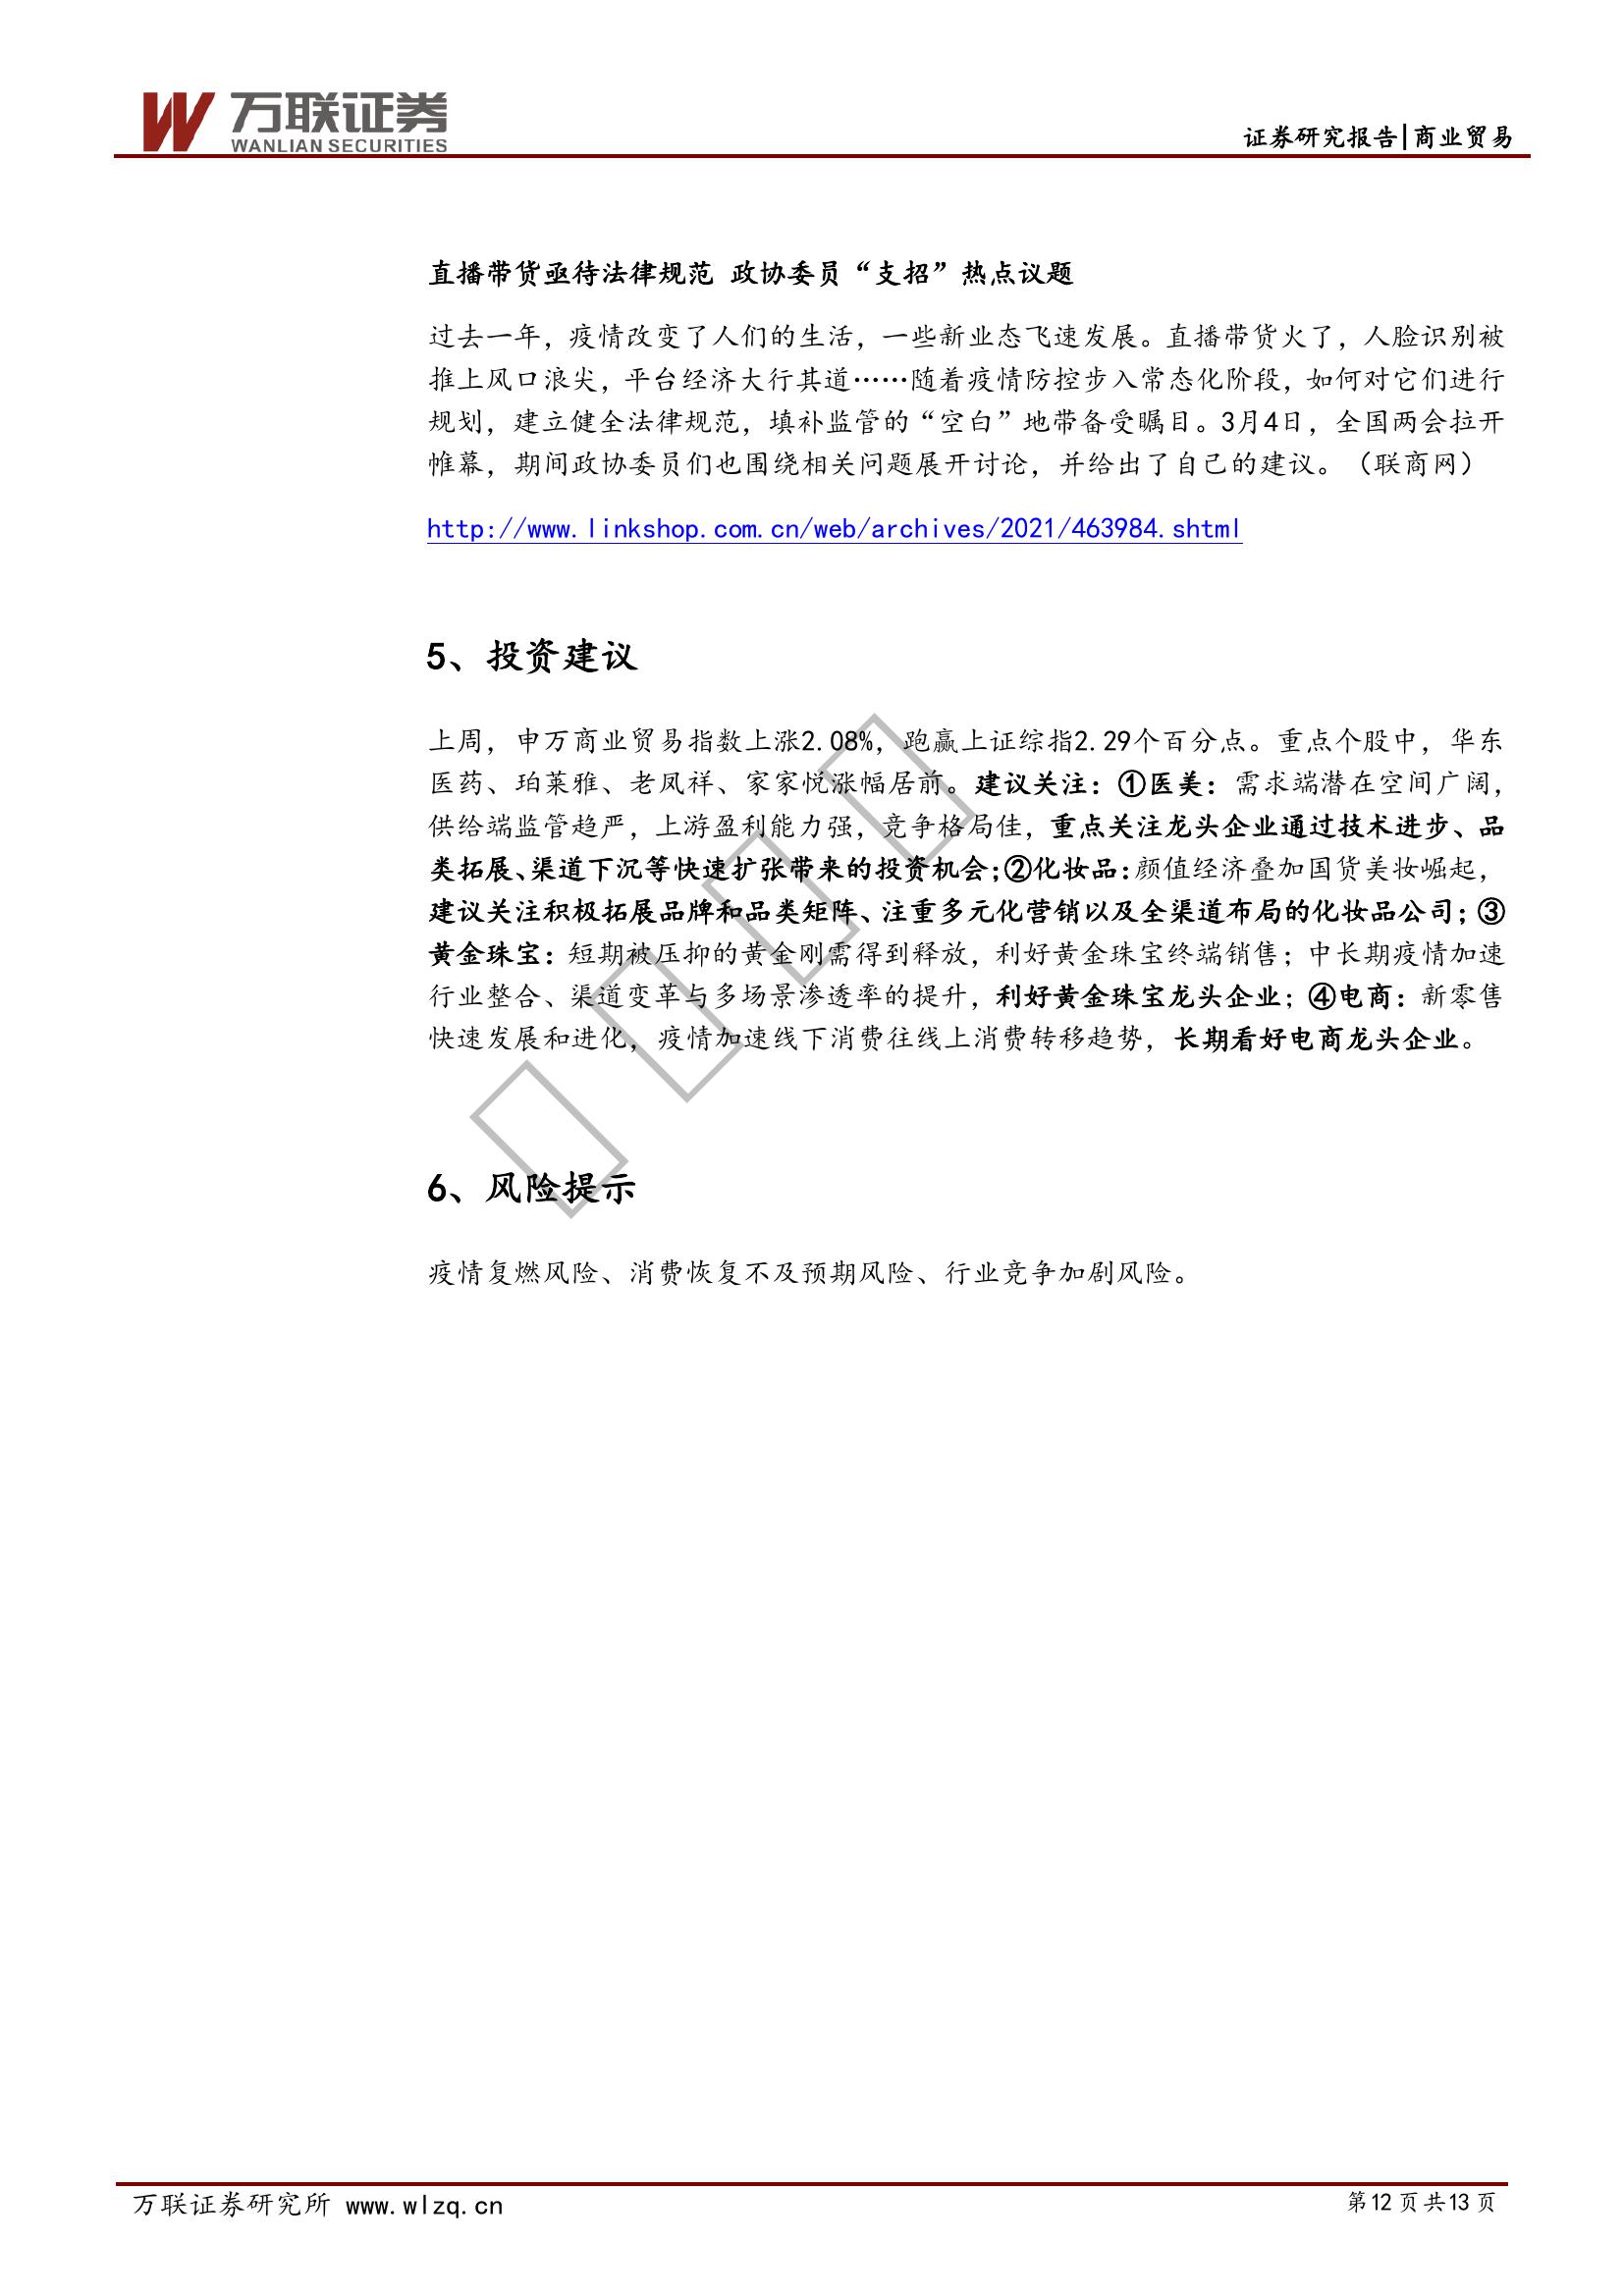 万联证券
WANLIAN SECURITIES
证券研究报告|商业贸易
直播带货亟待法律规范 政协委员“支招”热点议题
过去一年，疫情改变了人们的生活，一些新业态飞速发展。直播带货火了，人脸识别被
推上风口浪尖，平台经济大行其道……随着疫情防控步入常态化阶段，如何对它们进行
规划，建立健全法律规范，填补监管的“空白”地带备受瞩目。3月4日，全国两会拉开
帷幕，期间政协委员们也围绕相关问题展开讨论，并给出了自己的建议。（联商网）
http://www.linkshop.com.cn/web/archives/2021/463984.shtml
5、投资建议
上周，申万商业贸易指数上涨2.08%，跑赢上证综指2.29个百分点。重点个股中，华东
医药、珀莱雅、老凤祥、家家悦涨幅居前。建议关注：①医美：需求端潜在空间广阔，
供给端监管趋严，上游盈利能力强，竞争格局佳，重点关注龙头企业通过技术进步、品
类拓展、渠道下沉等快速扩张带来的投资机会；②化妆品：颜值经济叠加国货美妆崛起，
建议关注积极拓展品牌和品类矩阵、注重多元化营销以及全渠道布局的化妆品公司；③
黄金珠宝：短期被压抑的黄金刚需得到释放，利好黄金珠宝终端销售；中长期疫情加速
行业整合、渠道变革与多场景渗透率的提升，利好黄金珠宝龙头企业；④电商：新零售
快速发展和进化，疫情加速线下消费往线上消费转移趋势，长期看好电商龙头企业。
6、风险提示
疫情复燃风险、消费恢复不及预期风险、行业竞争加剧风险。
万联证券研究所 www.wlzq.cn
第12 页 共13 页